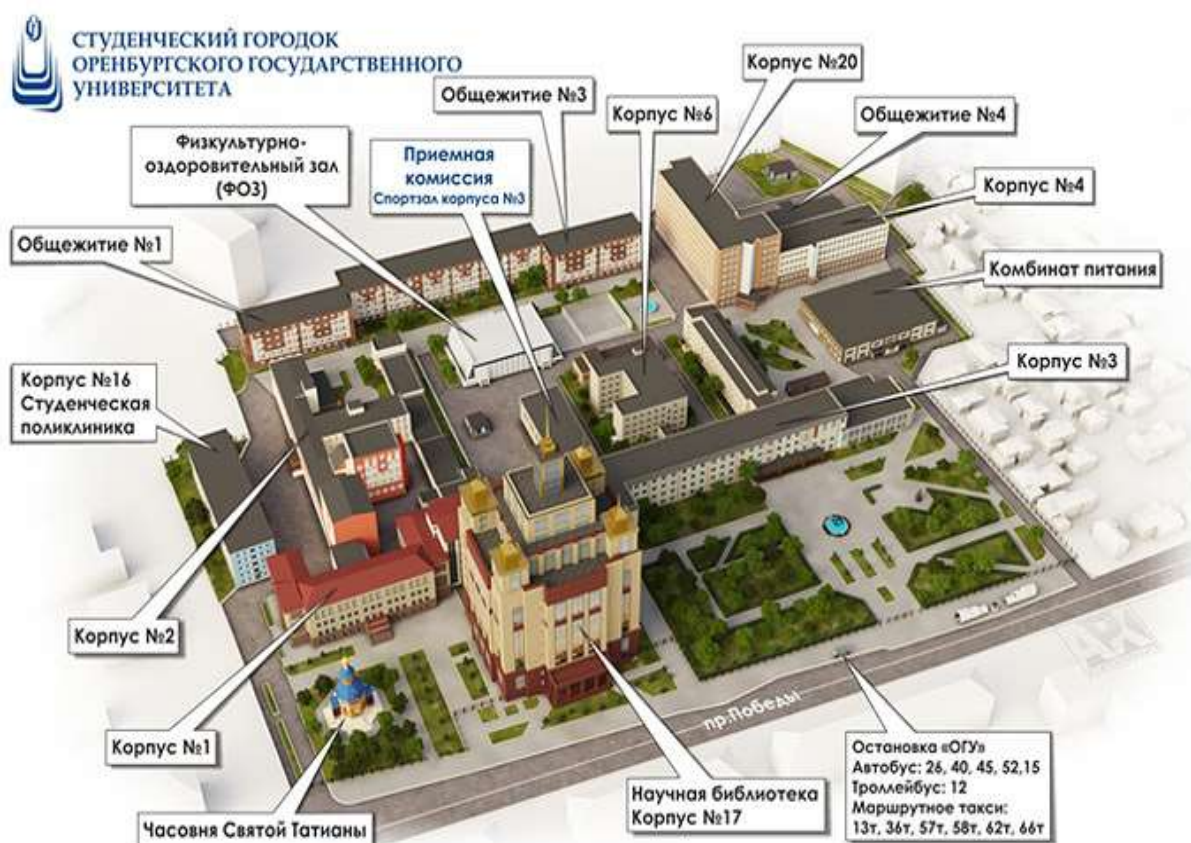 СТУДЕНЧЕСКИЙ ГОРОДОК
ОРЕНБУРГСКОГО ГОСУДАРСТВЕННОГО
УНИВЕРСИТЕТА
Корпус №20
Общежитие №3
Корпус №6
Общежитие №4
Физкультурно-
оздоровительный зал
(ФОЗ)
Приемная
комиссия
Спортзал корпуса №3
Корпус №4
Общежитие №1
Комбинат питания
Корпус №3
Корпус №16
Студенческая
поликлиника
Корпус №2
Корпус №1
пр.Победы
Остановка «ОГУ»
Автобус: 26, 40, 45, 52,15
Троллейбус: 12
Маршрутное такси:
13т, 36т, 57т, 58т, 62т, 66т
Научная библиотека
Корпус №17
Часовня Святой Татианы